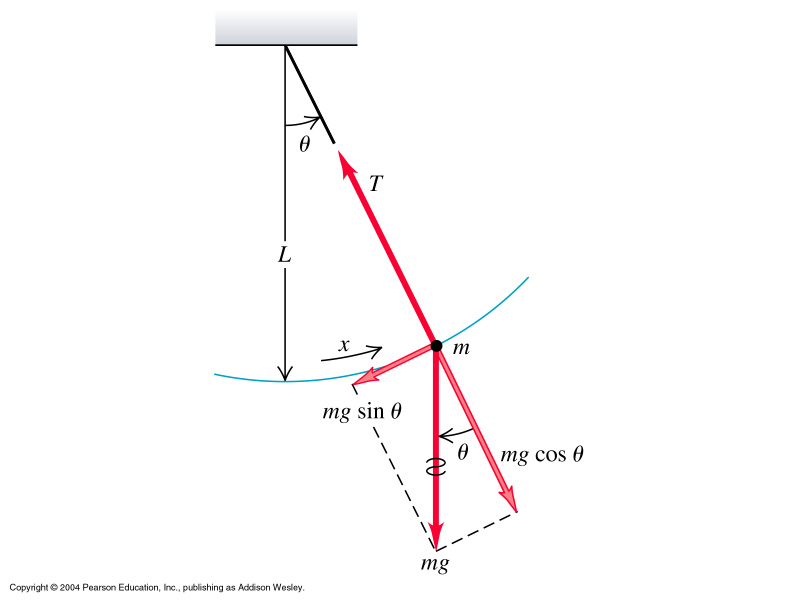 θ
T
L
x
m
mg sin θ
θ
mg cos θ
mg
Copyright © 2004 Pearson Education, Inc., publishing as Addison Wesley.